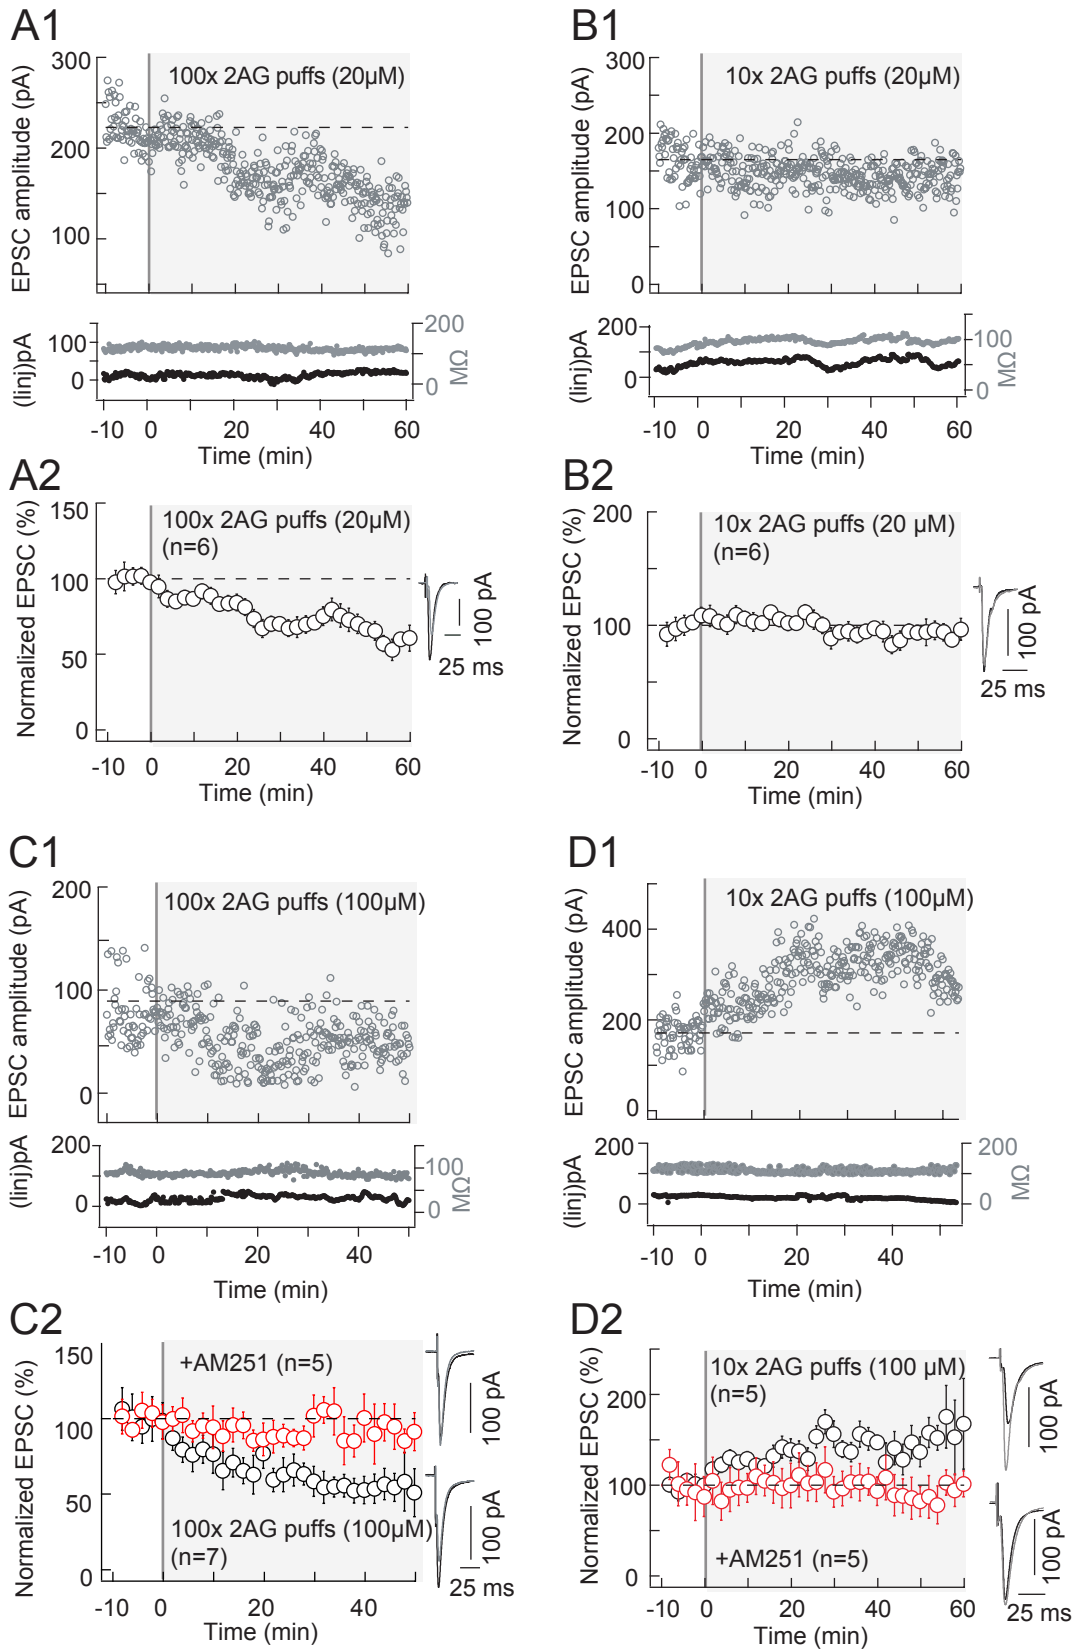 A1
100x 2AG puffs (20µM)
EPSC amplitude (pA)
300
200
100
(Iinj)pA
100
0
200
0
MΩ
-10 0 20 40 60
Time (min)
B1
10x 2AG puffs (20µM)
EPSC amplitude (pA)
300
200
150
100
0
(Iinj)pA
200
0
100
0
MΩ
-10 0 20 40 60
Time (min)
A2
100x 2AG puffs (20µM)
(n=6)
Normalized EPSC (%)
150
100
50
0
100 pA
25 ms
-10 0 20 40 60
Time (min)
B2
10x 2AG puffs (20 µM)
(n=6)
Normalized EPSC (%)
200
100
0
100 pA
25 ms
-10 0 20 40 60
Time (min)
C1
100x 2AG puffs (100µM)
EPSC amplitude (pA)
200
100
0
(Iinj)pA
200
0
100
0
MΩ
-10 0 20 40
Time (min)
D1
10x 2AG puffs (100µM)
EPSC amplitude (pA)
400
200
0
(Iinj)pA
200
0
200
0
MΩ
-10 0 20 40
Time (min)
C2
+AM251 (n=5)
Normalized EPSC (%)
150
100
50
0
100x 2AG puffs (100µM)
(n=7)
100 pA
100 pA
25 ms
-10 0 20 40
Time (min)
D2
10x 2AG puffs (100 µM)
(n=5)
Normalized EPSC (%)
200
100
0
+AM251 (n=5)
100 pA
100 pA
25 ms
-10 0 20 40 60
Time (min)